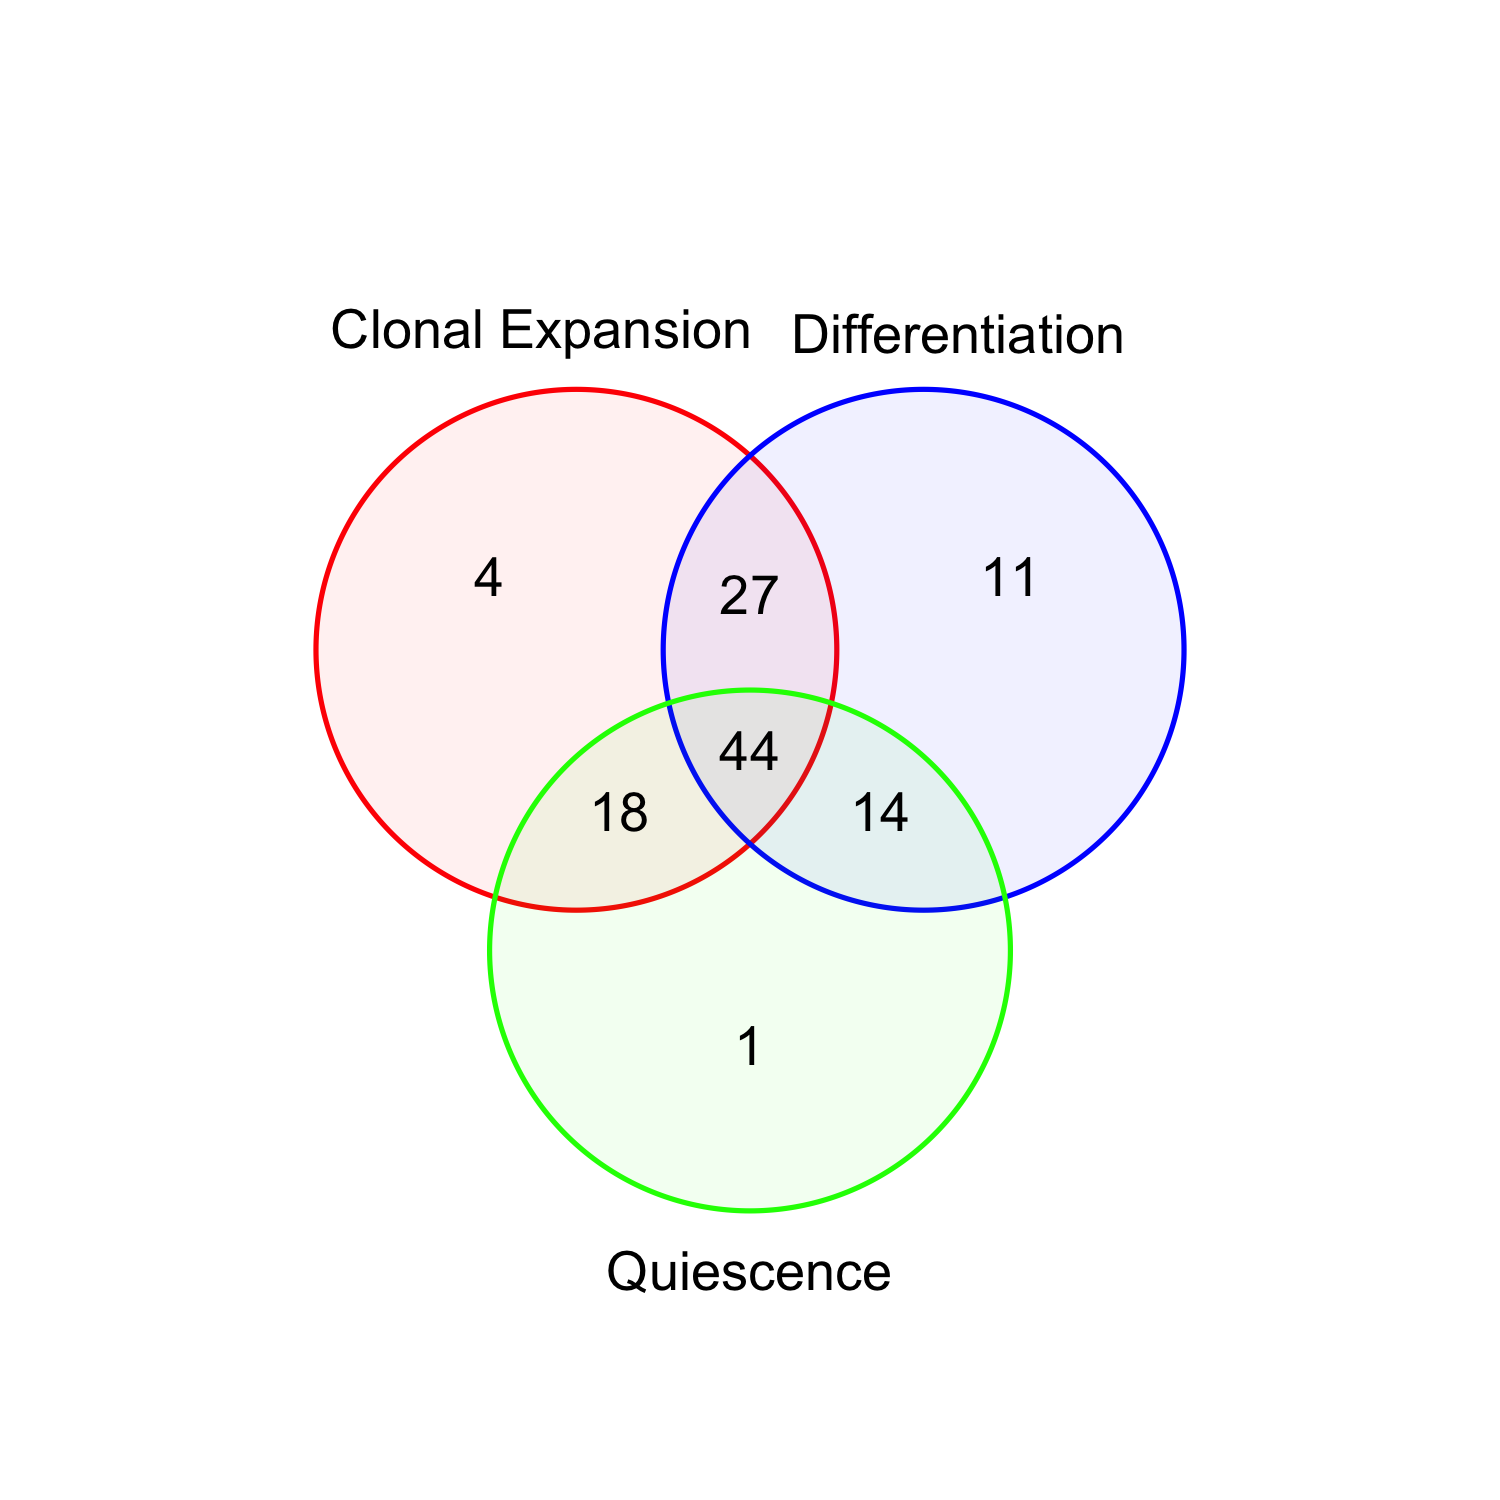 Clonal Expansion
Differentiation
4
27
11
44
18
14
1
Quiescence